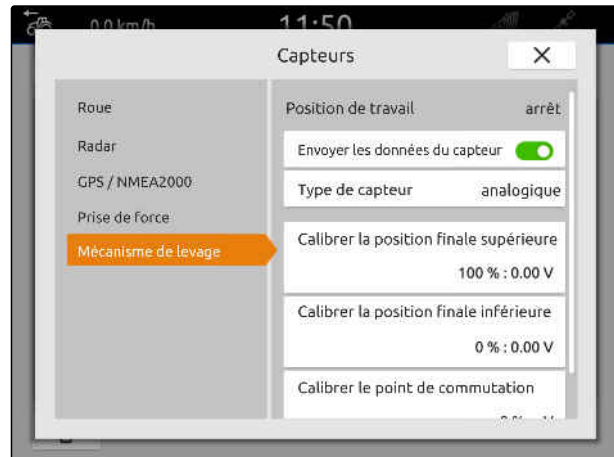 0.0 km/h
11:50
Capteurs
Roue
Radar
GPS / NMEA2000
Prise de force
Mécanisme de levage
Position de travail arrêt
Envoyer les données du capteur
Type de capteur analogique
Calibrer la position finale supérieure
100 % : 0.00 V
Calibrer la position finale inférieure
0 % : 0.00 V
Calibrer le point de commutation